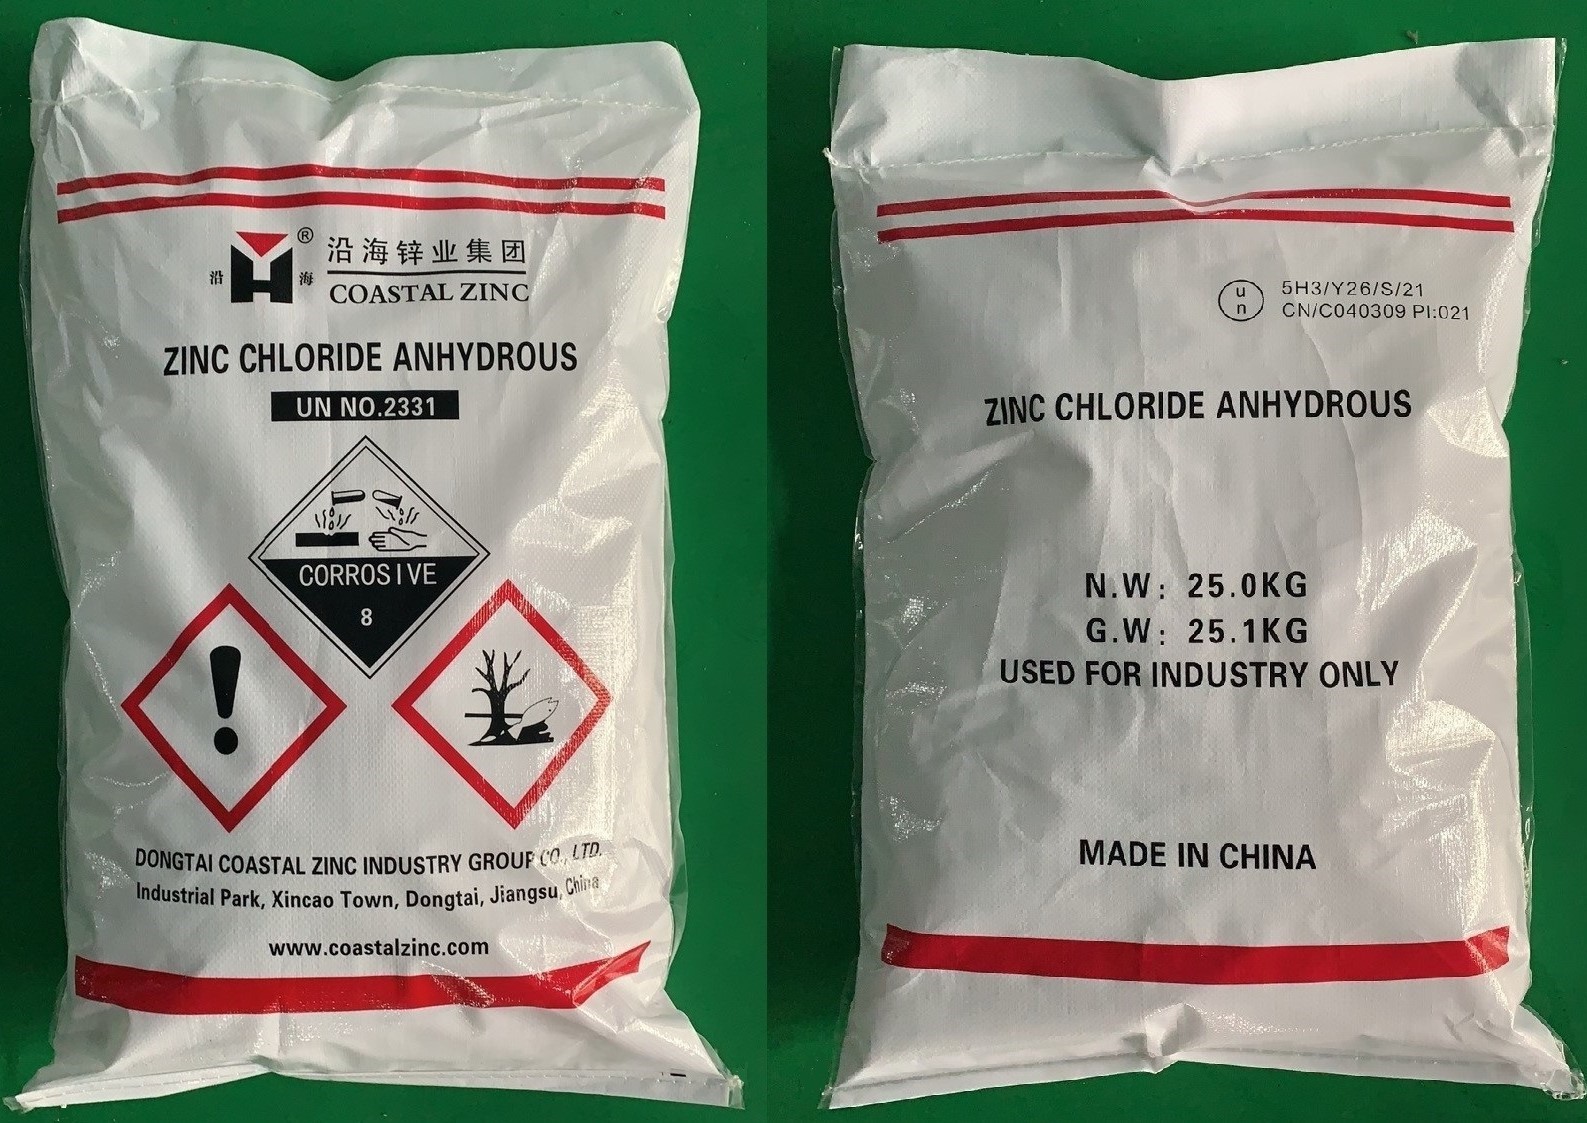 沿 海 ®
沿海锌业集团
COASTAL ZINC
ZINC CHLORIDE ANHYDROUS
UN NO.2331
CORROSIVE
8
DONGTAI COASTAL ZINC INDUSTRY GROUP CO., LTD.
Industrial Park, Xincao Town, Dongtai, Jiangsu, China
www.coastalzinc.com
u
n
5H3/Y26/S/21
CN/C040309 PI:021
ZINC CHLORIDE ANHYDROUS
N.W: 25.0KG
G.W: 25.1KG
USED FOR INDUSTRY ONLY
MADE IN CHINA